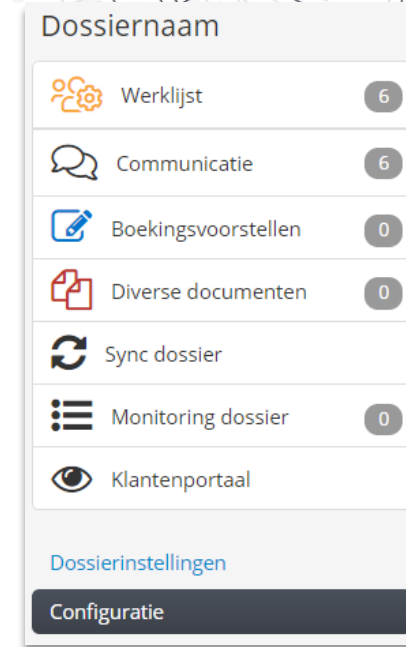 Dossiernaam
Werklijst 6
Communicatie 6
Boekingsvoorstellen 0
Diverse documenten 0
Sync dossier
Monitoring dossier 0
Klantenportaal
Dossierinstellingen
Configuratie